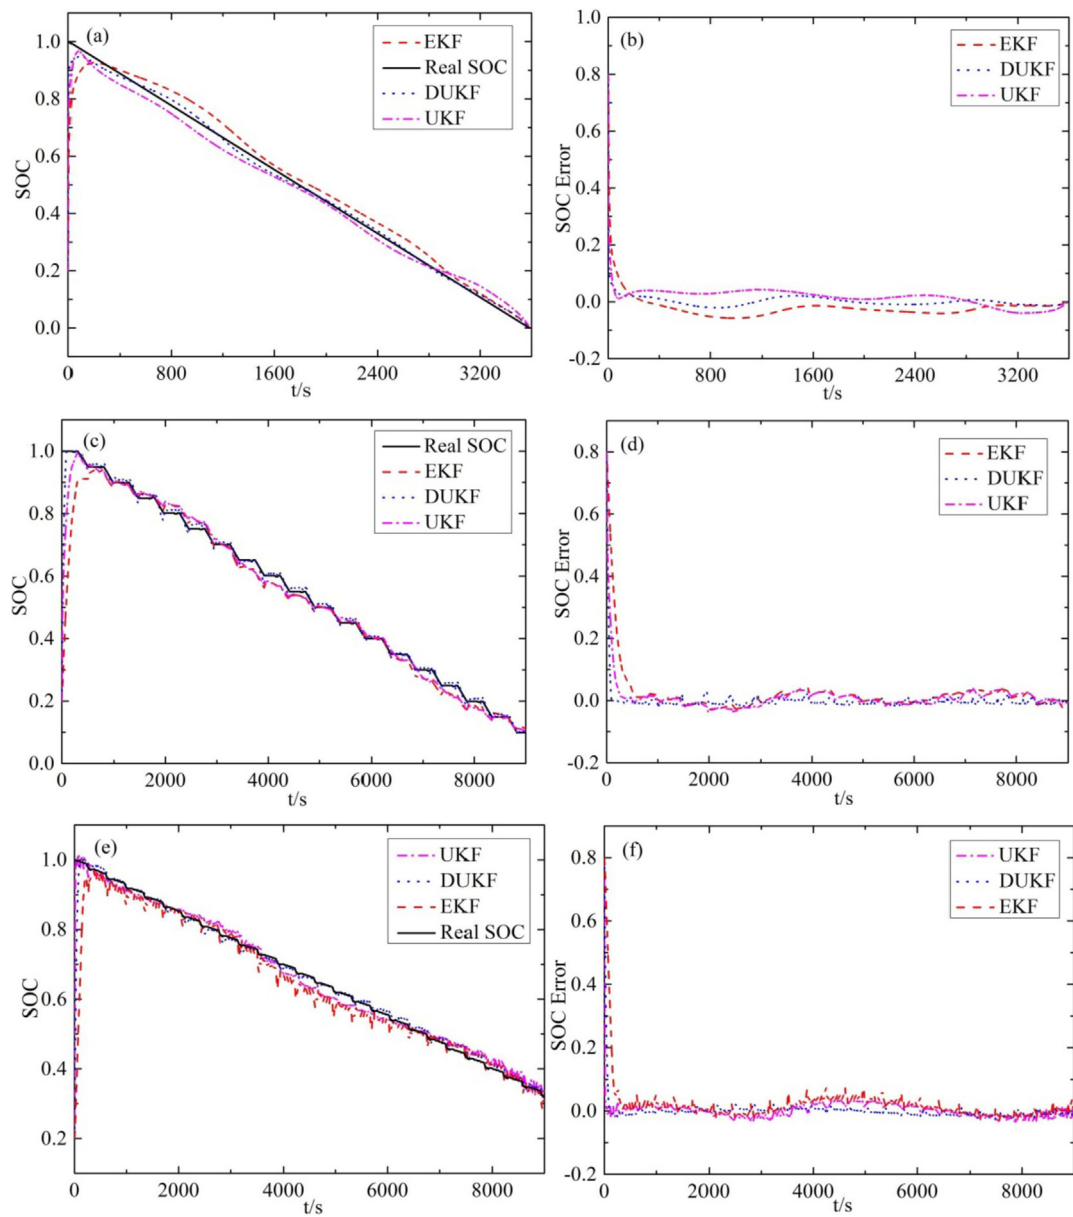 (a)
EKF
Real SOC
DUKF
UKF
1.0
0.8
0.6
0.4
0.2
0.0
SOC
0
800
1600
2400
3200
t/s
(b)
EKF
DUKF
UKF
1.0
0.8
0.6
0.4
0.2
0.0
-0.2
SOC Error
0
800
1600
2400
3200
t/s
(c)
Real SOC
EKF
DUKF
UKF
1.0
0.8
0.6
0.4
0.2
0.0
SOC
0
2000
4000
6000
8000
t/s
(d)
EKF
DUKF
UKF
0.8
0.6
0.4
0.2
0.0
-0.2
SOC Error
0
2000
4000
6000
8000
t/s
(e)
UKF
DUKF
EKF
Real SOC
1.0
0.8
0.6
0.4
0.2
SOC
0
2000
4000
6000
8000
t/s
(f)
UKF
DUKF
EKF
0.8
0.6
0.4
0.2
0.0
-0.2
SOC Error
0
2000
4000
6000
8000
t/s